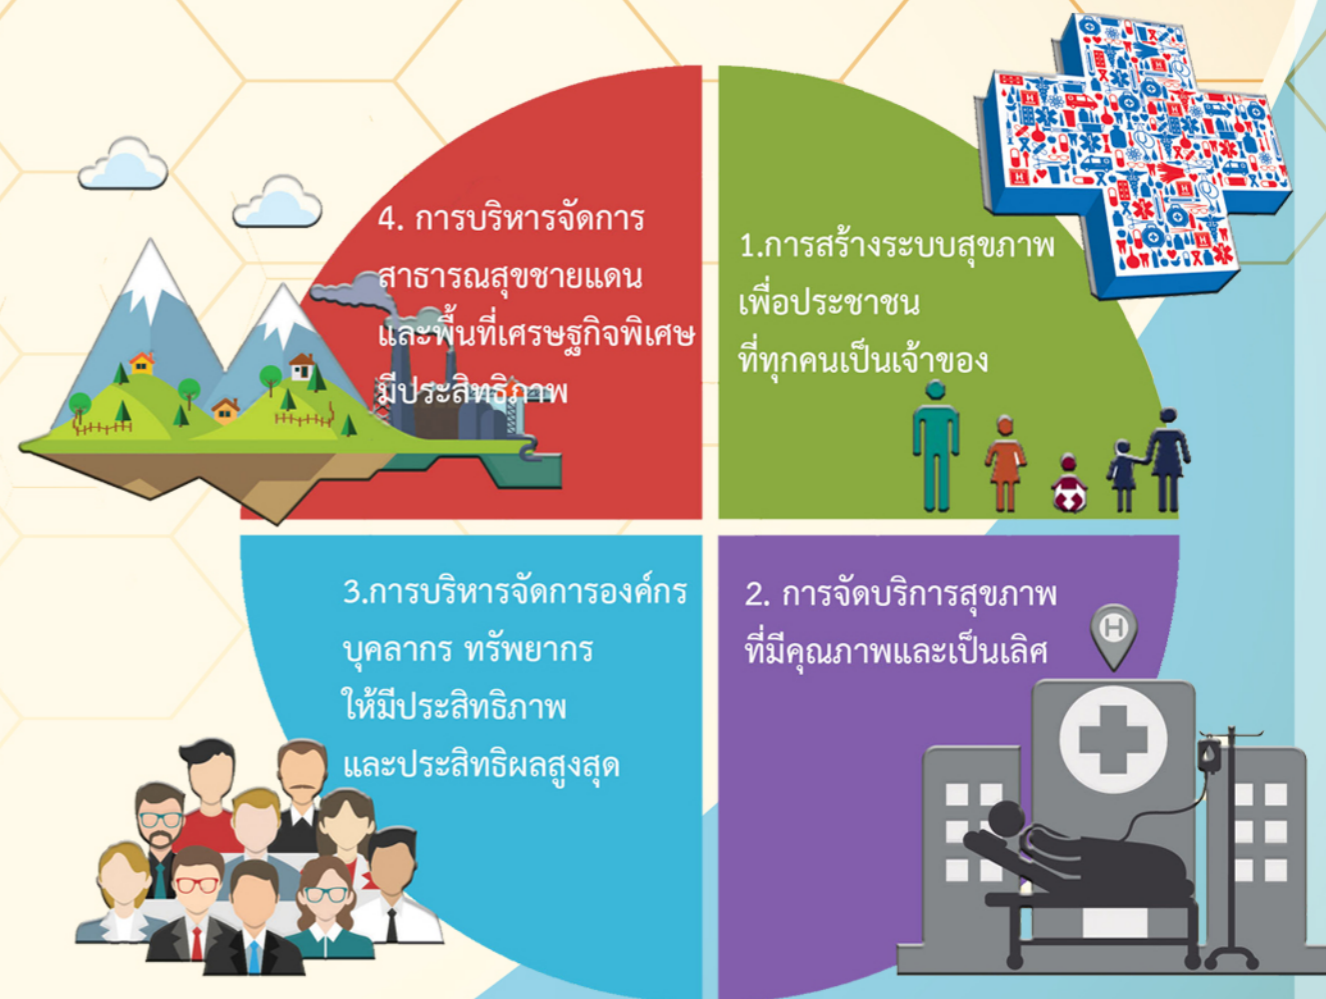 4. การบริหารจัดการ
สาธารณสุขชายแดน
และพื้นที่เศรษฐกิจพิเศษ
มีประสิทธิภาพ
1.การสร้างระบบสุขภาพ
เพื่อประชาชน
ที่ทุกคนเป็นเจ้าของ
3.การบริหารจัดการองค์กร
บุคลากร ทรัพยากร
ให้มีประสิทธิภาพ
และประสิทธิผลสูงสุด
2. การจัดบริการสุขภาพ
ที่มีคุณภาพและเป็นเลิศ
H